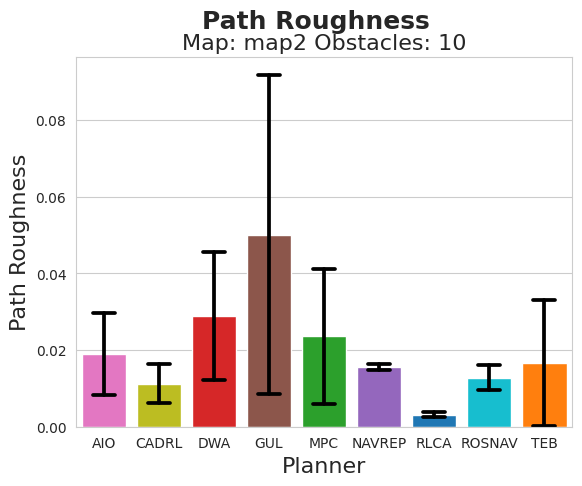 Path Roughness
Map: map2 Obstacles: 10
Path Roughness
0.08
0.06
0.04
0.02
0.00
AIO CADRL DWA GUL MPC NAVREP RLCA ROSNAV TEB
Planner